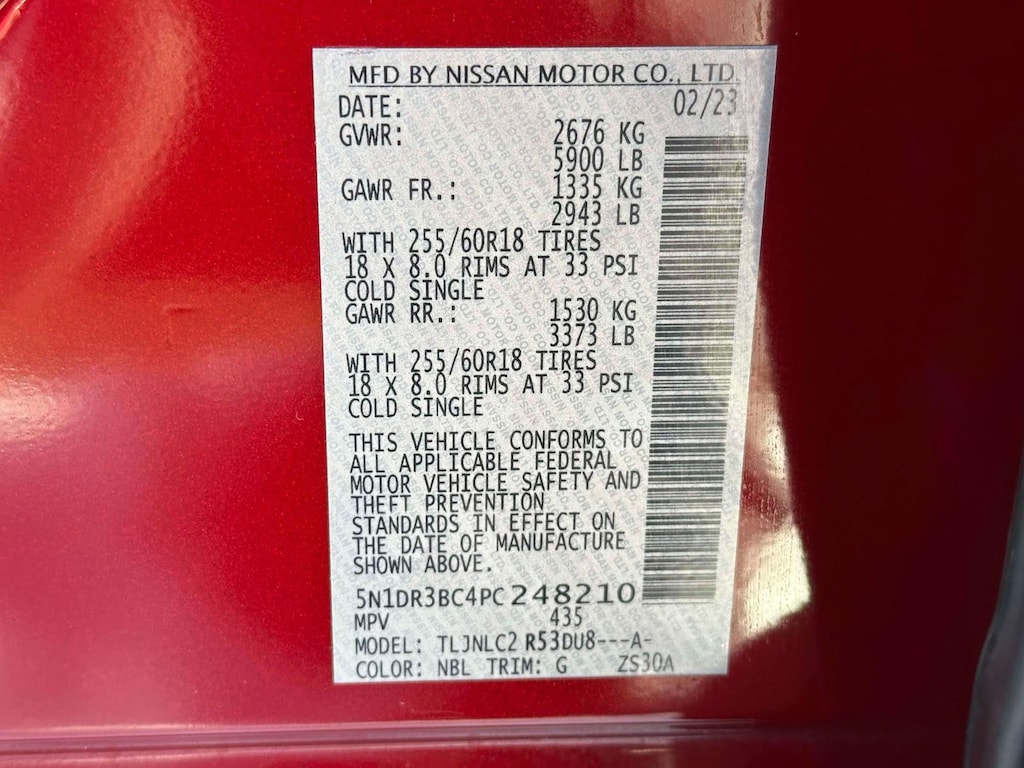 MFD BY NISSAN MOTOR CO., LTD.
DATE: 02/23
GVWR: 2676 KG
5900 LB
GAWR FR.: 1335 KG
2943 LB
WITH 255/60R18 TIRES
18 X 8.0 RIMS AT 33 PSI
COLD SINGLE
GAWR RR.: 1530 KG
3373 LB
WITH 255/60R18 TIRES
18 X 8.0 RIMS AT 33 PSI
COLD SINGLE
THIS VEHICLE CONFORMS TO
ALL APPLICABLE FEDERAL
MOTOR VEHICLE SAFETY AND
THEFT PREVENTION
STANDARDS IN EFFECT ON
THE DATE OF MANUFACTURE
SHOWN ABOVE.
5N1DR3BC4PC248210
MPV 435
MODEL: TLJNLC2 R53DU8---A-
COLOR: NBL TRIM: G ZS30A